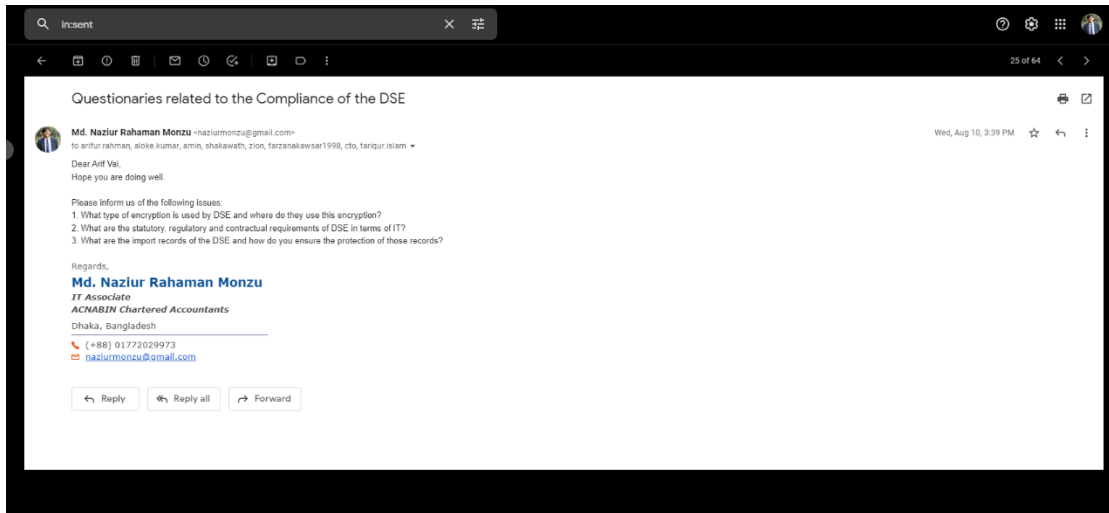 in:sent
25 of 64
Questionaries related to the Compliance of the DSE
Md. Naziur Rahaman Monzu <naziurmonzu@gmail.com>
Wed, Aug 10, 3:39 PM
to arifur.rahman, aloke.kumar, amin, shakawath, zion, farzanakawsar1998, cto, tariqur.islam
Dear Arif Vai,
Hope you are doing well.
Please inform us of the following issues:
1. What type of encryption is used by DSE and where do they use this encryption?
2. What are the statutory, regulatory and contractual requirements of DSE in terms of IT?
3. What are the import records of the DSE and how do you ensure the protection of those records?
Regards,
Md. Naziur Rahaman Monzu
IT Associate
ACNABIN Chartered Accountants
Dhaka, Bangladesh
(+88) 01772029973
naziurmonzu@gmail.com
Reply
Reply all
Forward